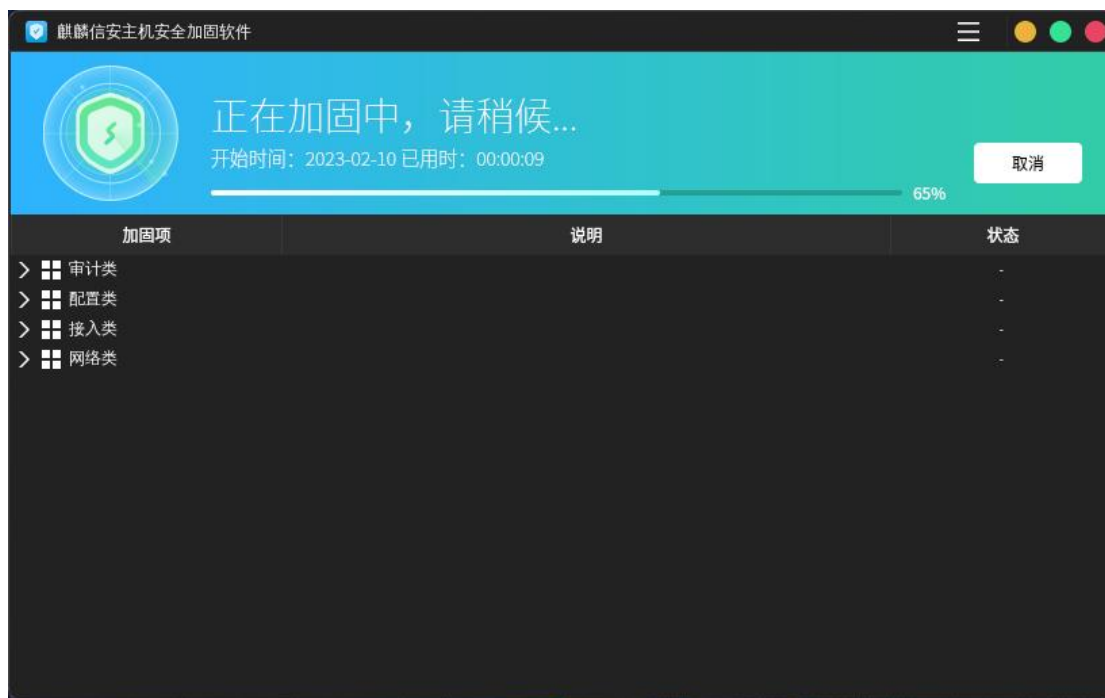 麒麟信安主机安全加固软件
正在加固中，请稍候...
开始时间：2023-02-10 已用时：00:00:09
取消
65%
加固项 说明 状态
审计类 -
配置类 -
接入类 -
网络类 -